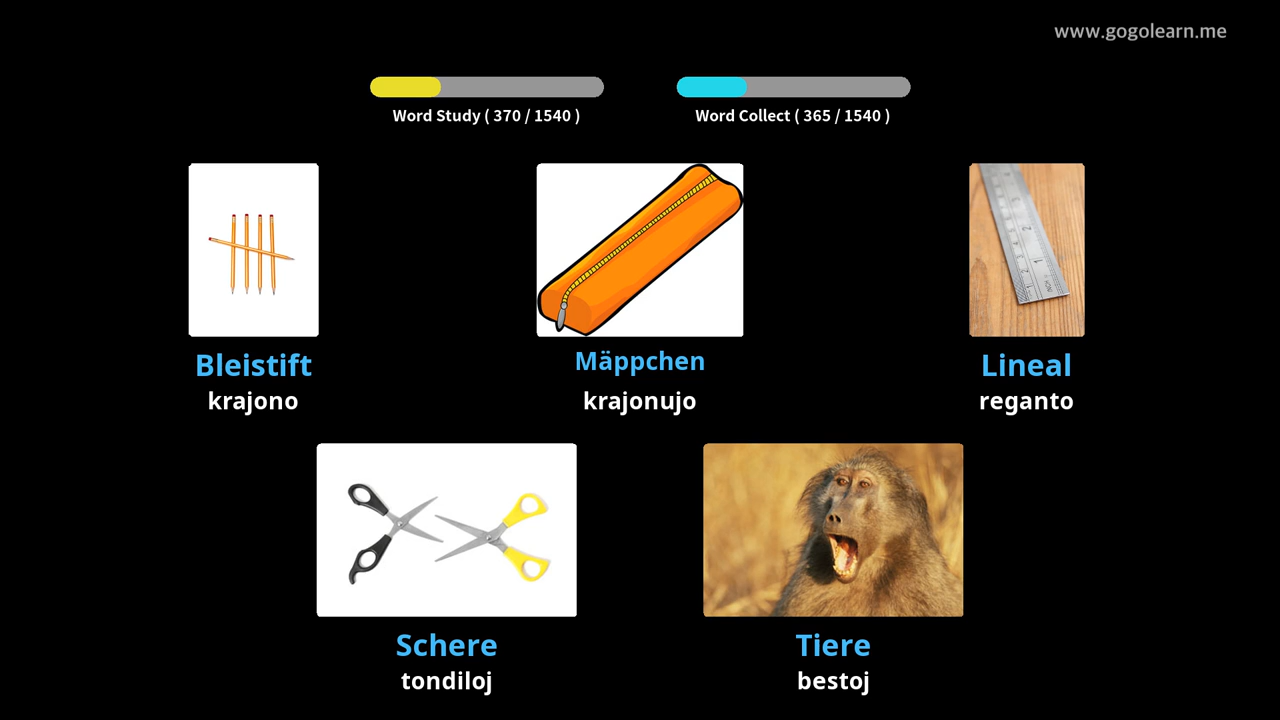 www.gogolearn.me
Word Study ( 370 / 1540 )
Word Collect ( 365 / 1540 )
Bleistift
krajono
Mäppchen
krajonujo
Lineal
reganto
Schere
tondiloj
Tiere
bestoj